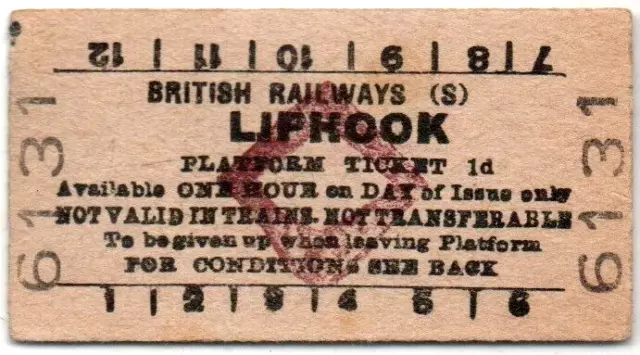 12 | 11 | 10 | 9 | 8 | 7
BRITISH RAILWAYS (S)
LIPHOOK
PLATFORM TICKET 1d
Available ONE HOUR on DAY of Issue only
NOT VALID IN TRAINS. NOT TRANSFERABLE
To be given up when leaving Platform
FOR CONDITIONS SEE BACK
1 | 2 | 3 | 4 | 5 | 6
6131
6131